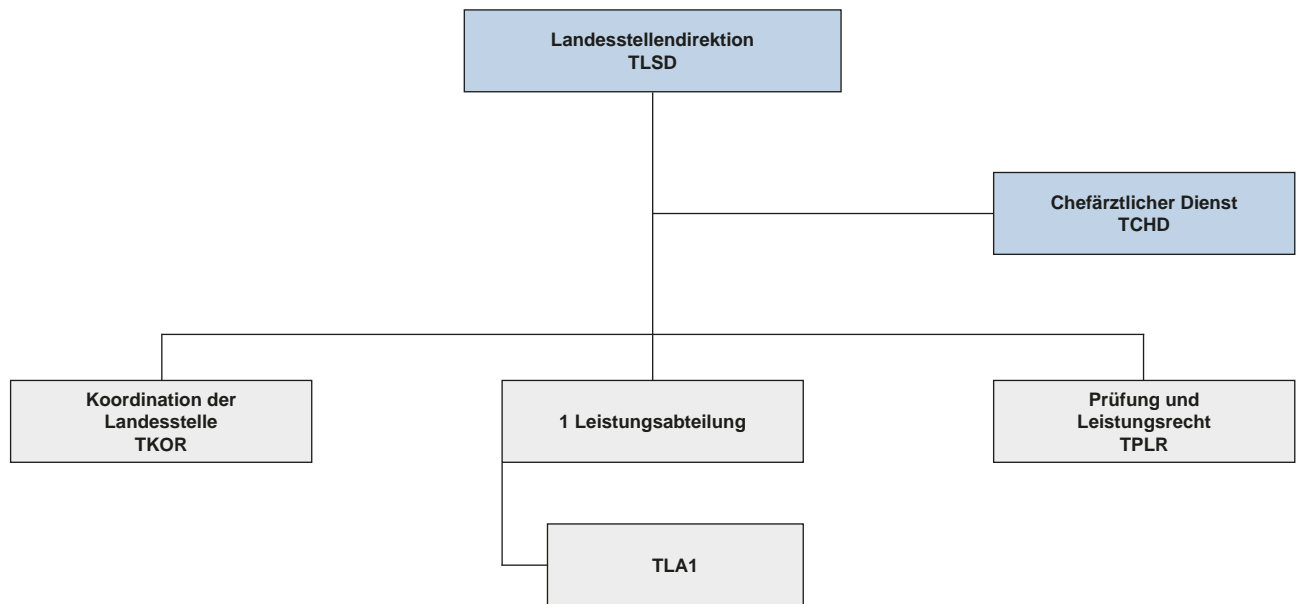 Landesstellendirektion
TLSD
Chefärztlicher Dienst
TCHD
Koordination der
Landesstelle
TKOR
1 Leistungsabteilung
Prüfung und
Leistungsrecht
TPLR
TLA1